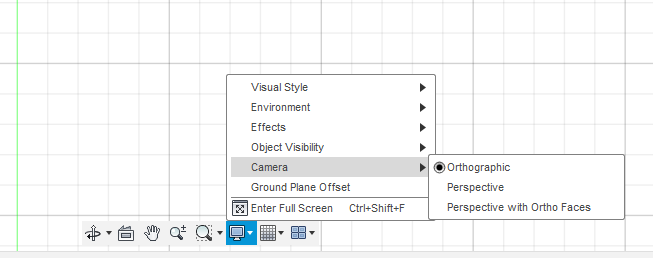 Visual Style
Environment
Effects
Object Visibility
Camera
Ground Plane Offset
Enter Full Screen Ctrl+Shift+F
Orthographic
Perspective
Perspective with Ortho Faces